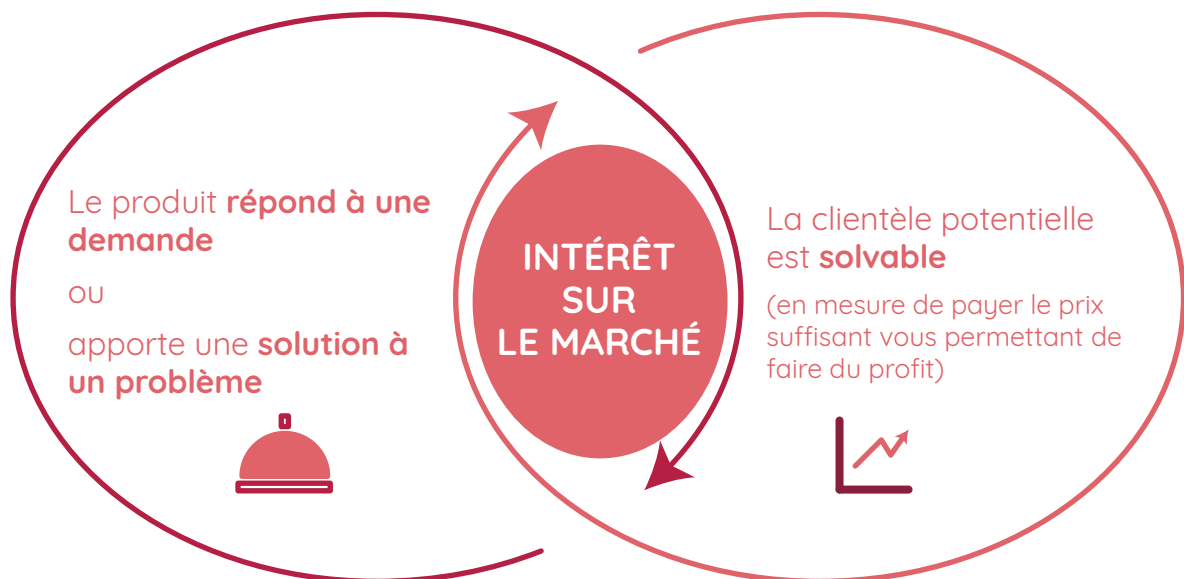 Le produit répond à une
demande
ou
apporte une solution à
un problème
INTÉRÊT
SUR
LE MARCHÉ
La clientèle potentielle
est solvable
(en mesure de payer le prix
suffisant vous permettant de
faire du profit)